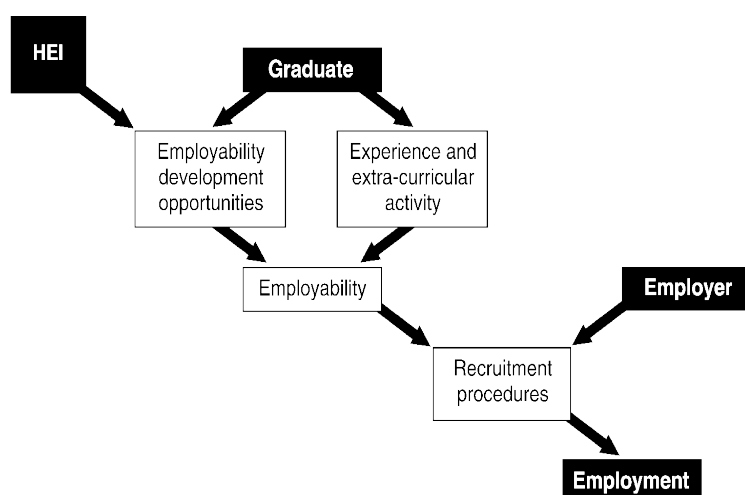 HEI
Graduate
Employability
development
opportunities
Experience and
extra-curricular
activity
Employability
Employer
Recruitment
procedures
Employment